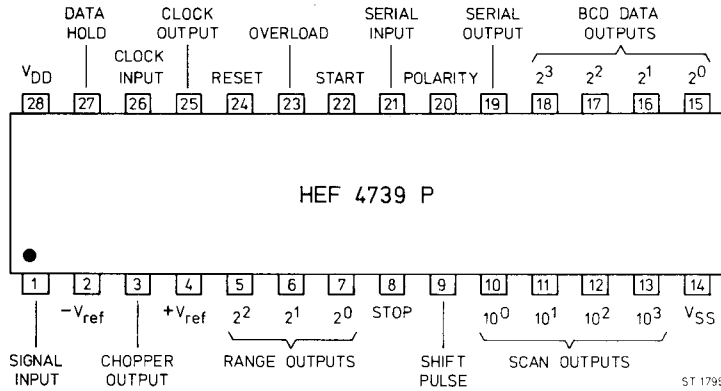 DATA HOLD
CLOCK OUTPUT
SERIAL INPUT
SERIAL OUTPUT
BCD DATA OUTPUTS
V_DD
CLOCK INPUT
RESET
OVERLOAD
START
POLARITY
2^3 2^2 2^1 2^0
28 27 26 25 24 23 22 21 20 19 18 17 16 15
HEF 4739 P
1 2 3 4 5 6 7 8 9 10 11 12 13 14
-V_ref
+V_ref
2^2 2^1 2^0
STOP
10^0 10^1 10^2 10^3
V_SS
SIGNAL INPUT
CHOPPER OUTPUT
RANGE OUTPUTS
SHIFT PULSE
SCAN OUTPUTS